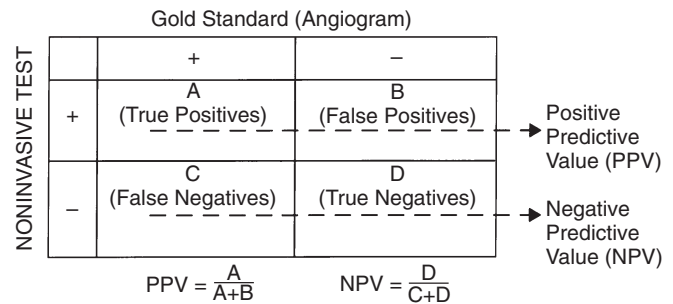 Gold Standard (Angiogram)
NONINVASIVE TEST
+ –
+
A
(True Positives)
B
(False Positives)
Positive
Predictive
Value (PPV)
–
C
(False Negatives)
D
(True Negatives)
Negative
Predictive
Value (NPV)
PPV = A/A+B NPV = D/C+D